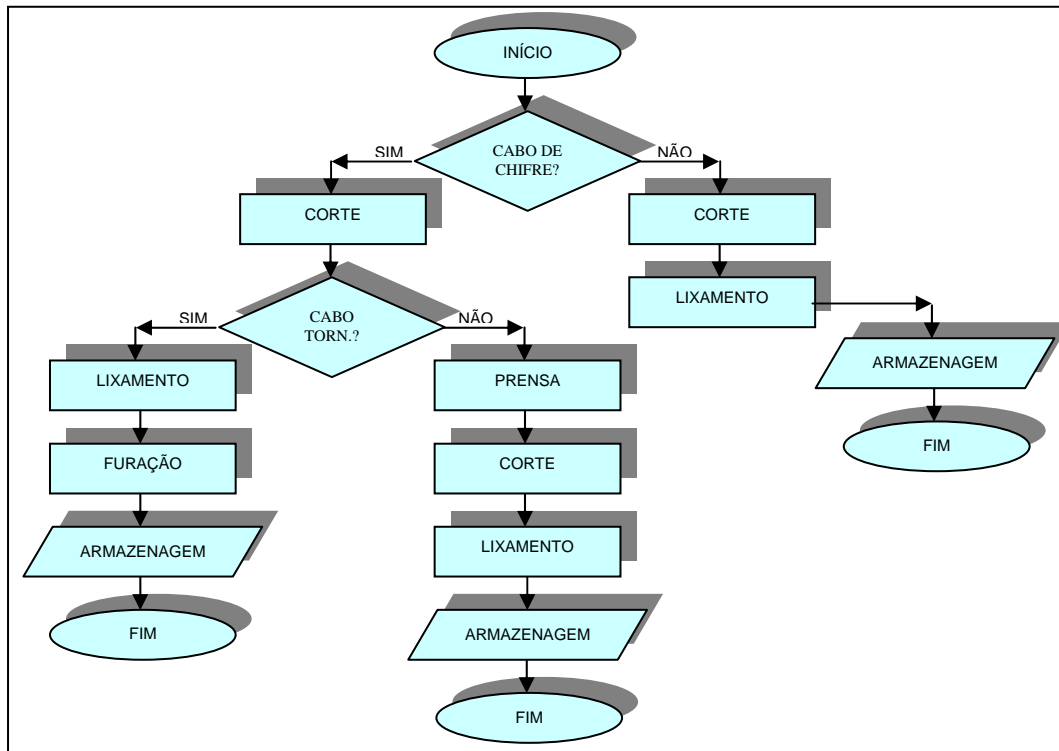 INÍCIO
CABO DE
CHIFRE?
SIM
NÃO
CORTE
CORTE
LIXAMENTO
CABO
TORN.?
SIM
NÃO
ARMAZENAGEM
LIXAMENTO
PRENSA
FIM
FURAÇÃO
CORTE
ARMAZENAGEM
LIXAMENTO
FIM
ARMAZENAGEM
FIM